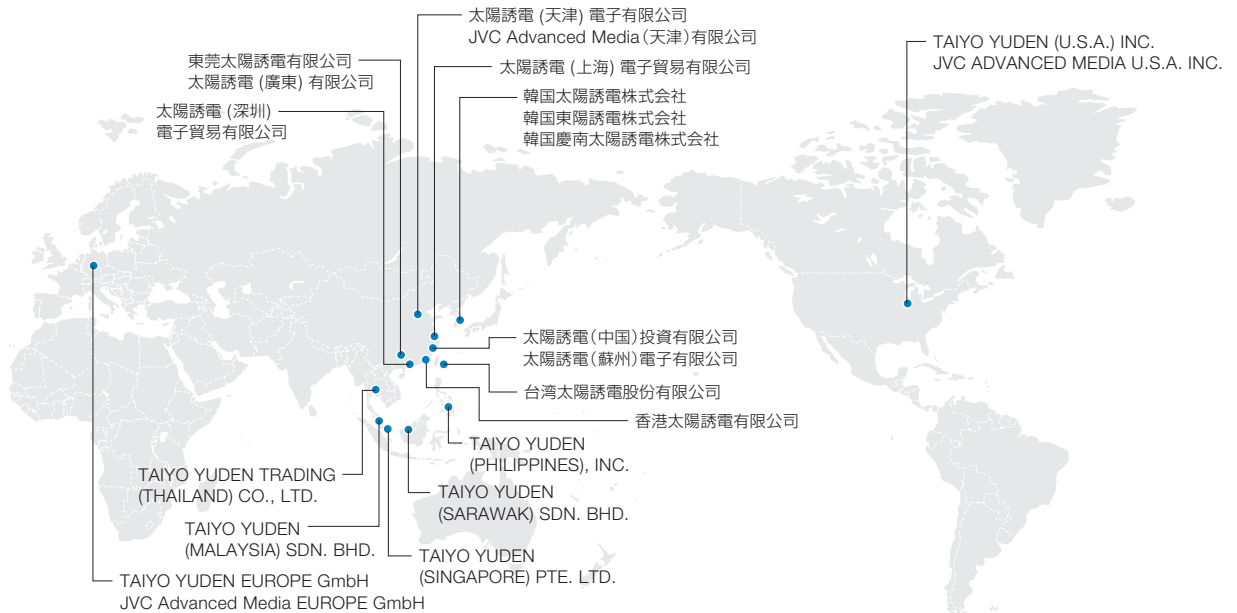 太陽誘電 (天津) 電子有限公司
JVC Advanced Media(天津)有限公司
東莞太陽誘電有限公司
太陽誘電 (廣東) 有限公司
太陽誘電 (上海) 電子貿易有限公司
太陽誘電 (深圳)
電子貿易有限公司
韓国太陽誘電株式会社
韓国東陽誘電株式会社
韓国慶南太陽誘電株式会社
TAIYO YUDEN (U.S.A.) INC.
JVC ADVANCED MEDIA U.S.A. INC.
太陽誘電(中国)投資有限公司
太陽誘電(蘇州)電子有限公司
台湾太陽誘電股份有限公司
香港太陽誘電有限公司
TAIYO YUDEN
(PHILIPPINES), INC.
TAIYO YUDEN TRADING
(THAILAND) CO., LTD.
TAIYO YUDEN
(SARAWAK) SDN. BHD.
TAIYO YUDEN
(MALAYSIA) SDN. BHD.
TAIYO YUDEN
(SINGAPORE) PTE. LTD.
TAIYO YUDEN EUROPE GmbH
JVC Advanced Media EUROPE GmbH